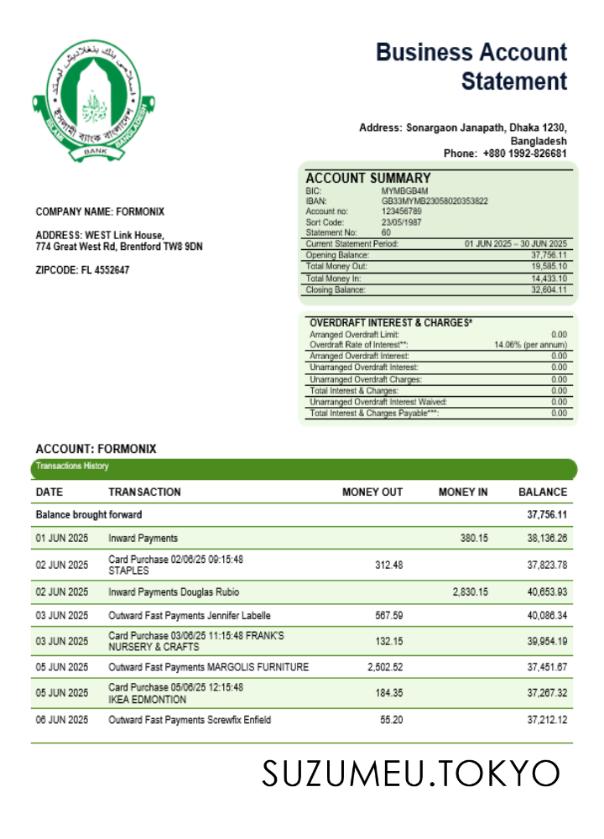 Business Account
Statement
ISLAMI
BANK
BANGLADESH
Address: Sonargaon Janapath, Dhaka 1230,
Bangladesh
Phone: +880 1992-826681
ACCOUNT SUMMARY
BIC: MYMBGB4M
IBAN: GB33MYMB23058020353822
Account no: 123456789
Sort Code: 23/05/1987
Statement No: 60
Current Statement Period: 01 JUN 2025 – 30 JUN 2025
Opening Balance: 37,756.11
Total Money Out: 19,585.10
Total Money In: 14,433.10
Closing Balance: 32,604.11
COMPANY NAME: FORMONIX
ADDRESS: WEST Link House,
774 Great West Rd, Brentford TW8 9DN
ZIPCODE: FL 4552647
OVERDRAFT INTEREST & CHARGES*
Arranged Overdraft Limit: 0.00
Overdraft Rate of Interest**: 14.06% (per annum)
Arranged Overdraft Interest: 0.00
Unarranged Overdraft Interest: 0.00
Unarranged Overdraft Charges: 0.00
Total Interest & Charges: 0.00
Unarranged Overdraft Interest Waived: 0.00
Total Interest & Charges Payable***: 0.00
ACCOUNT: FORMONIX
Transactions History
DATE TRANSACTION MONEY OUT MONEY IN BALANCE
Balance brought forward 37,756.11
01 JUN 2025 Inward Payments 380.15 38,136.26
02 JUN 2025 Card Purchase 02/06/25 09:15:48 312.48 37,823.78
STAPLES
02 JUN 2025 Inward Payments Douglas Rubio 2,830.15 40,653.93
03 JUN 2025 Outward Fast Payments Jennifer Labelle 567.59 40,086.34
03 JUN 2025 Card Purchase 03/06/25 11:15:48 FRANK'S 132.15 39,954.19
NURSERY & CRAFTS
05 JUN 2025 Outward Fast Payments MARGOLIS FURNITURE 2,502.52 37,451.67
05 JUN 2025 Card Purchase 05/06/25 12:15:48 184.35 37,267.32
IKEA EDMONTION
06 JUN 2025 Outward Fast Payments Screwfix Enfield 55.20 37,212.12
SUZUMEU.TOKYO